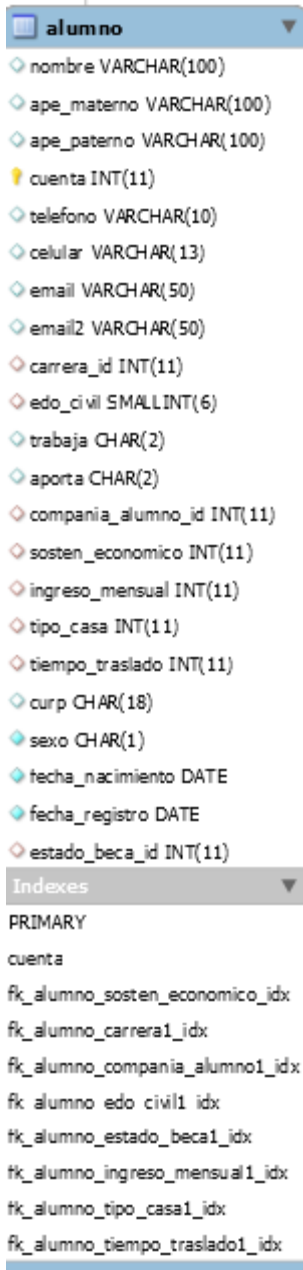 alumno
nombre VARCHAR(100)
ape_materno VARCHAR(100)
ape_paterno VARCHAR(100)
cuenta INT(11)
telefono VARCHAR(10)
celular VARCHAR(13)
email VARCHAR(50)
email2 VARCHAR(50)
carrera_id INT(11)
edo_civil SMALLINT(6)
trabaja CHAR(2)
aporta CHAR(2)
compania_alumno_id INT(11)
sosten_economico INT(11)
ingreso_mensual INT(11)
tipo_casa INT(11)
tiempo_traslado INT(11)
curp CHAR(18)
sexo CHAR(1)
fecha_nacimiento DATE
fecha_registro DATE
estado_beca_id INT(11)
Indexes
PRIMARY
cuenta
fk_alumno_sosten_economico_idx
fk_alumno_carrera1_idx
fk_alumno_compania_alumno1_idx
fk_alumno_edo_civil1_idx
fk_alumno_estado_beca1_idx
fk_alumno_ingreso_mensual1_idx
fk_alumno_tipo_casa1_idx
fk_alumno_tiempo_traslado1_idx